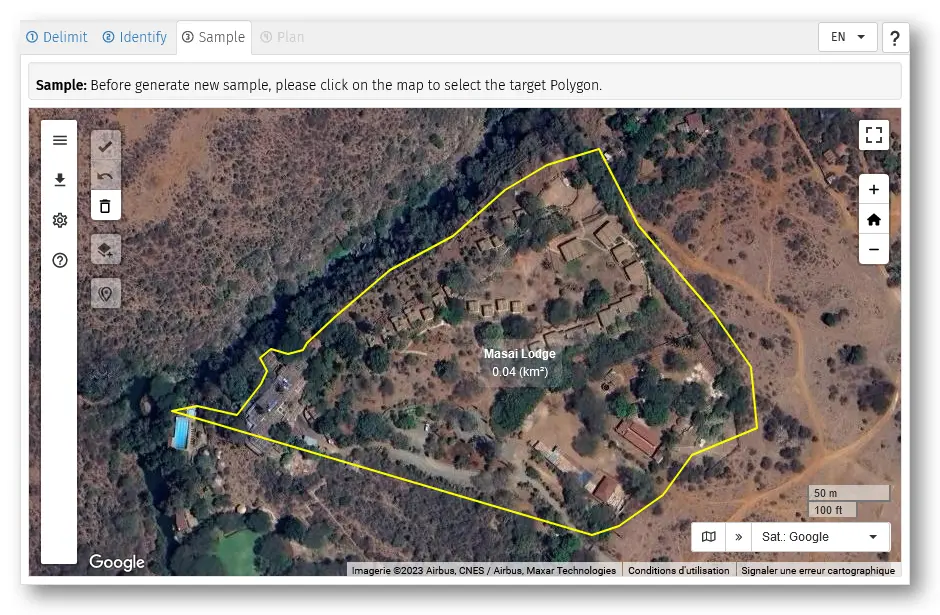 ① Delimit ② Identify ③ Sample ④ Plan EN ?
Sample: Before generate new sample, please click on the map to select the target Polygon.
Masai Lodge
0.04 (km²)
50 m
100 ft
» Sat.: Google
Google
Imagerie ©2023 Airbus, CNES / Airbus, Maxar Technologies Conditions d'utilisation Signaler une erreur cartographique